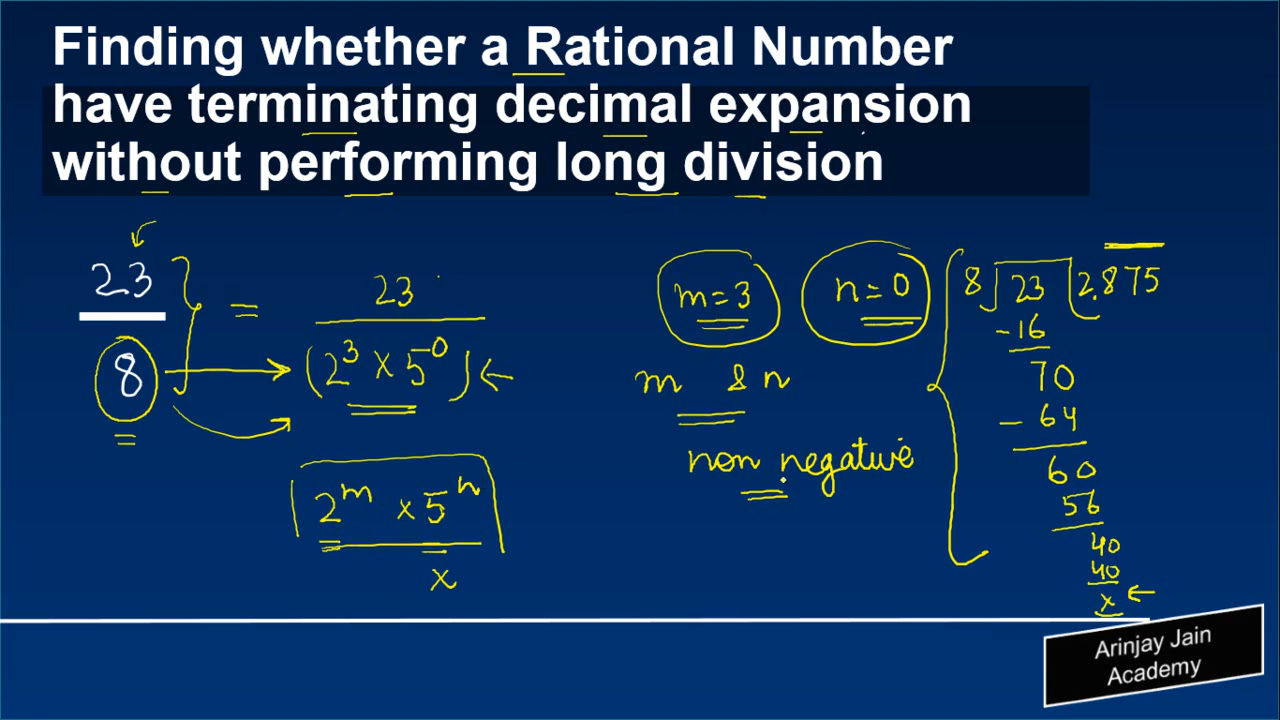 Finding whether a Rational Number
have terminating decimal expansion
without performing long division
23
8
=
23
(2³ × 5⁰)
2ᵐ × 5ⁿ
x
m=3
n=0
m & n
non negative
8 23 2.875
-16
70
- 64
60
56
40
40
x
Arinjay Jain
Academy